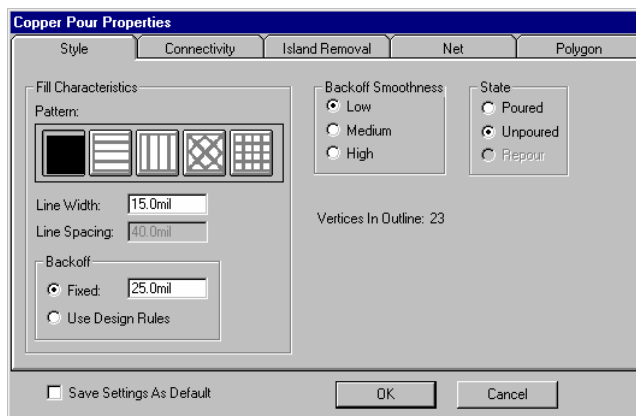 Copper Pour Properties
Style Connectivity Island Removal Net Polygon
Fill Characteristics
Pattern:
Line Width: 15.0mil
Line Spacing: 40.0mil
Backoff
Fixed: 25.0mil
Use Design Rules
Backoff Smoothness
Low
Medium
High
State
Poured
Unpoured
Repour
Vertices In Outline: 23
Save Settings As Default
OK
Cancel